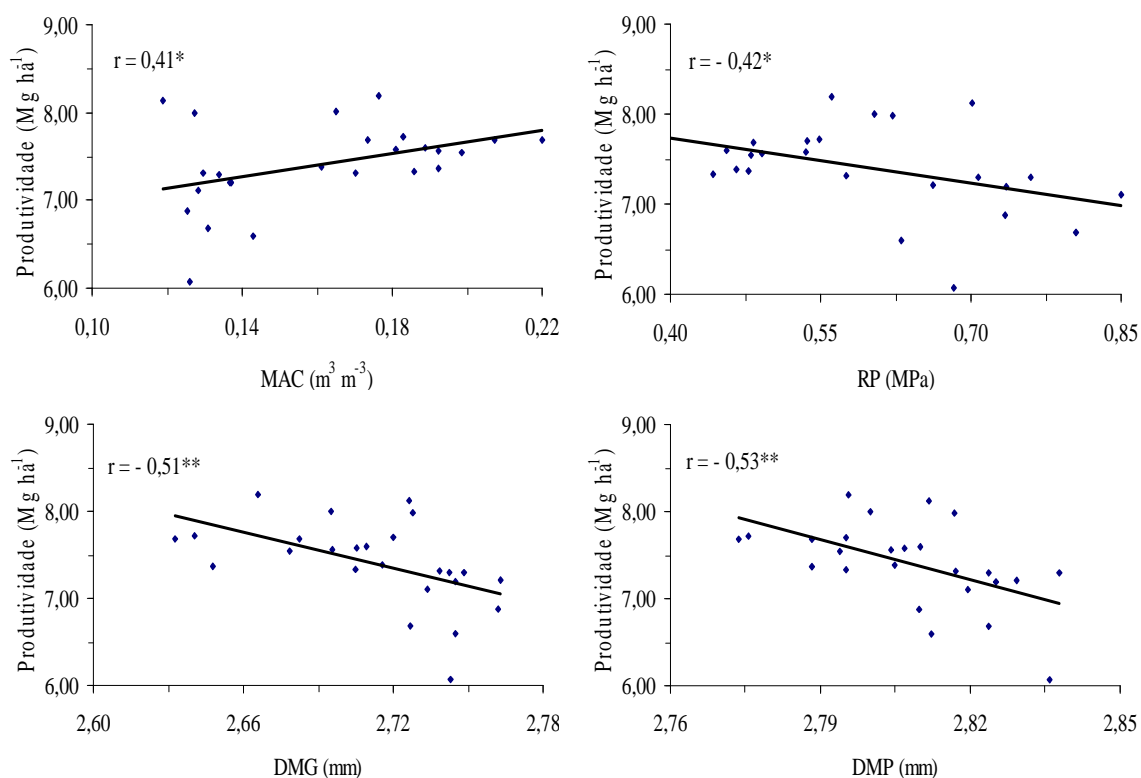 Produtividade (Mg ha⁻¹)
9,00
8,00
7,00
6,00
r = 0,41*
0,10 0,14 0,18 0,22
MAC (m³ m⁻³)
Produtividade (Mg ha⁻¹)
9,00
8,00
7,00
6,00
r = - 0,42*
0,40 0,55 0,70 0,85
RP (MPa)
Produtividade (Mg ha⁻¹)
9,00
8,00
7,00
6,00
r = - 0,51**
2,60 2,66 2,72 2,78
DMG (mm)
Produtividade (Mg ha⁻¹)
9,00
8,00
7,00
6,00
r = - 0,53**
2,76 2,79 2,82 2,85
DMP (mm)